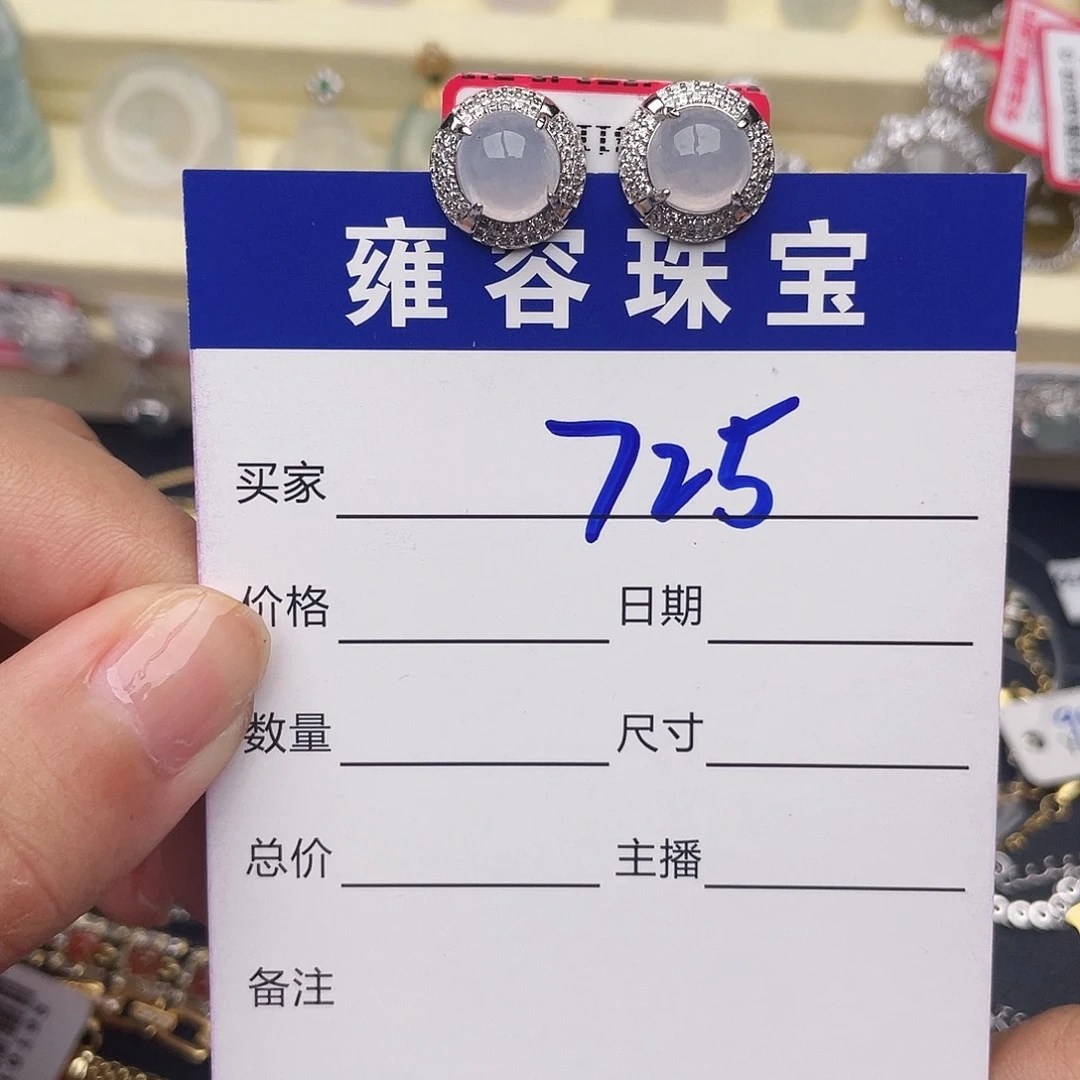 雍容珠宝
买家 725
价格 日期
数量 尺寸
总价 主播
备注